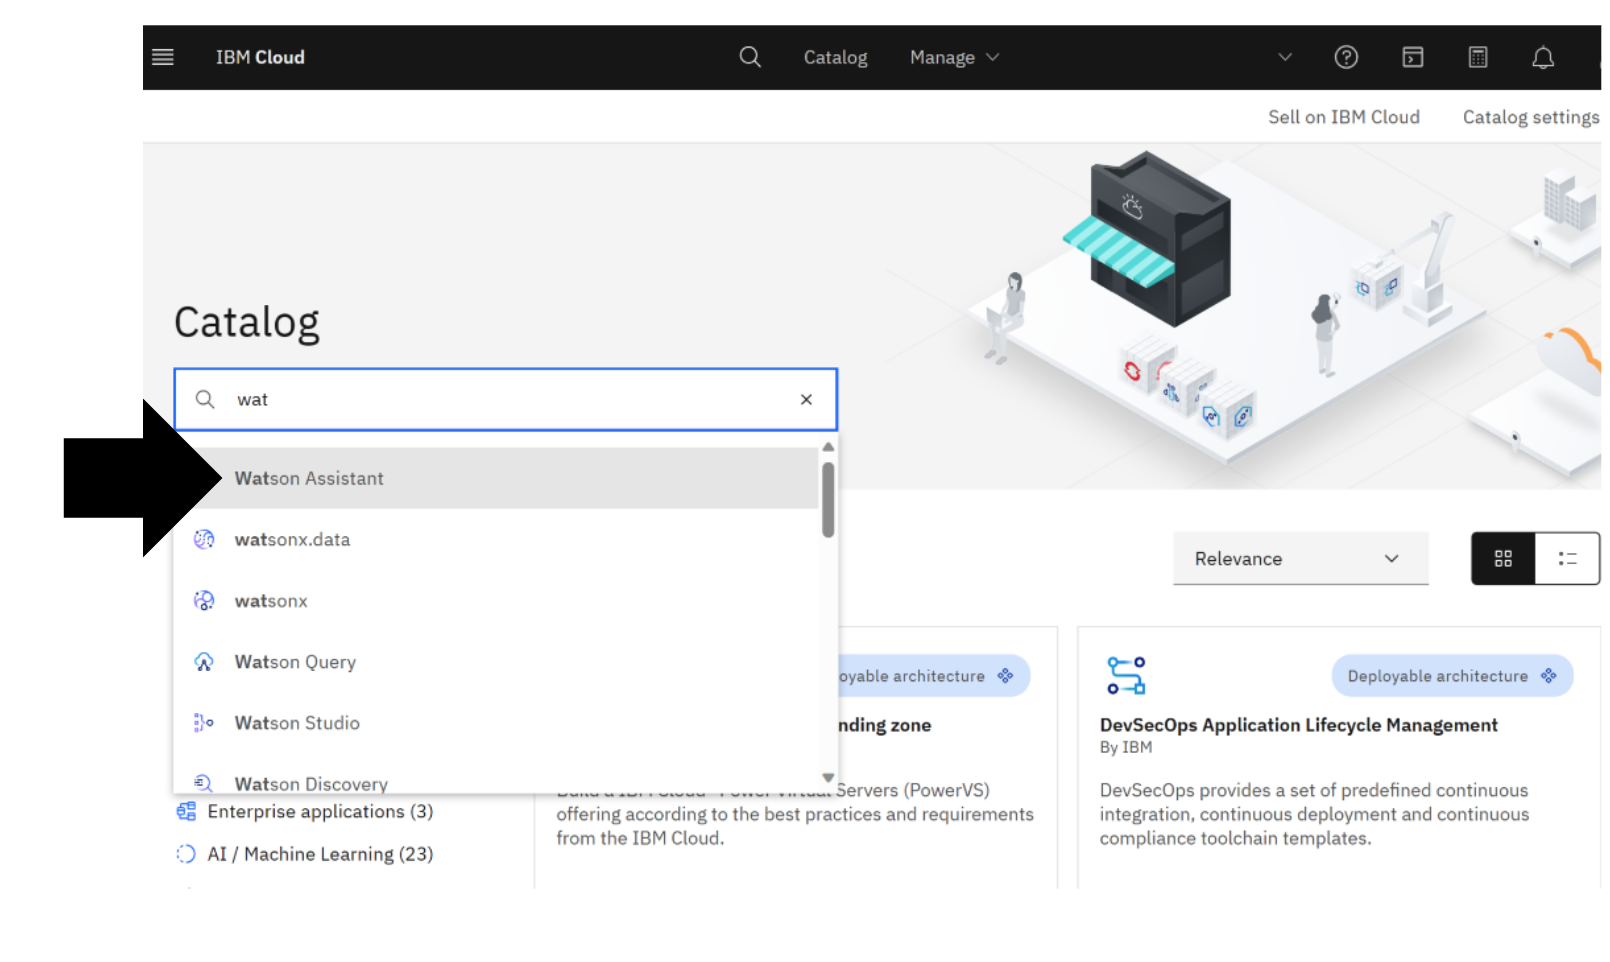 IBM Cloud
Catalog
Manage
Sell on IBM Cloud
Catalog settings
Catalog
wat
Watson Assistant
watsonx.data
watsonx
Watson Query
Watson Studio
Watson Discovery
Relevance
Enterprise applications (3)
AI / Machine Learning (23)
architecture
zone
Servers (PowerVS)
offering according to the best practices and requirements
from the IBM Cloud.
Deployable architecture
DevSecOps Application Lifecycle Management
By IBM
DevSecOps provides a set of predefined continuous
integration, continuous deployment and continuous
compliance toolchain templates.